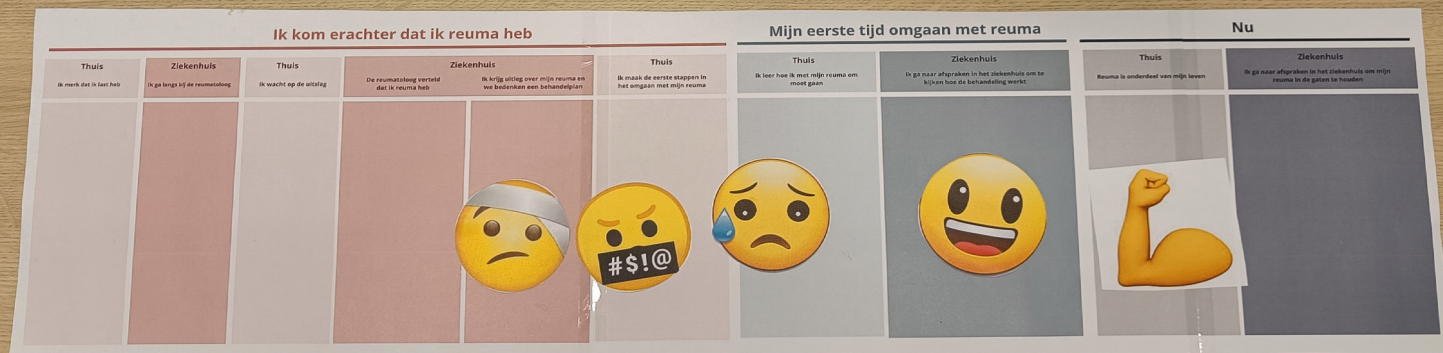 Ik kom erachter dat ik reuma heb
Mijn eerste tijd omgaan met reuma
Nu
Thuis
Ik merk dat ik last heb
Ziekenhuis
Ik ga langs bij de reumatoloog
Thuis
Ik wacht op de uitslag
Ziekenhuis
De reumatoloog verteld
dat ik reuma heb
Ik krijg uitleg over mijn reuma en
we bedenken een behandelplan
Thuis
Ik maak de eerste stappen in
het omgaan met mijn reuma
Thuis
Ik leer hoe ik met mijn reuma om
moet gaan
Ziekenhuis
Ik ga naar afspraken in het ziekenhuis om te
kijken hoe de behandeling werkt
Thuis
Reuma is onderdeel van mijn leven
Ziekenhuis
Ik ga naar afspraken in het ziekenhuis om mijn
reuma in de gaten te houden
#$!@